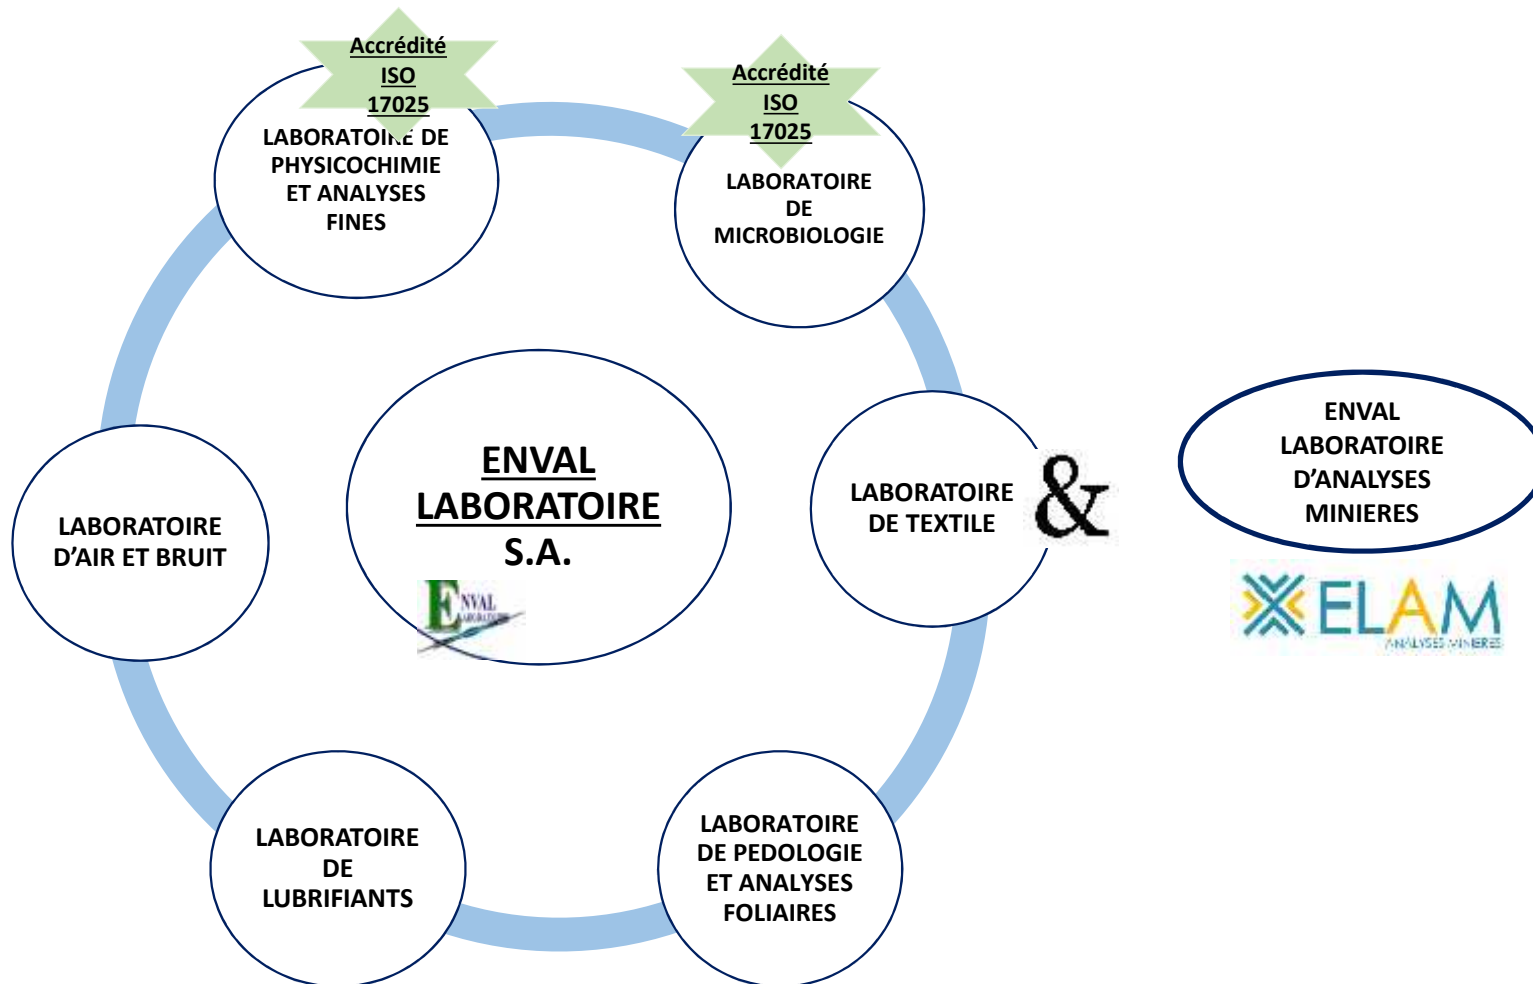 Accrédité
ISO
17025
LABORATOIRE DE
PHYSICOCHIMIE
ET ANALYSES
FINES
Accrédité
ISO
17025
LABORATOIRE
DE
MICROBIOLOGIE
ENVAL
LABORATOIRE
S.A.
ENVAL
LABORATOIRE
LABORATOIRE
DE TEXTILE
&
ENVAL
LABORATOIRE
D’ANALYSES
MINIERES
ELAM
ANALYSES MINIERES
LABORATOIRE
D’AIR ET BRUIT
LABORATOIRE
DE
LUBRIFIANTS
LABORATOIRE
DE PEDOLOGIE
ET ANALYSES
FOLIAIRES